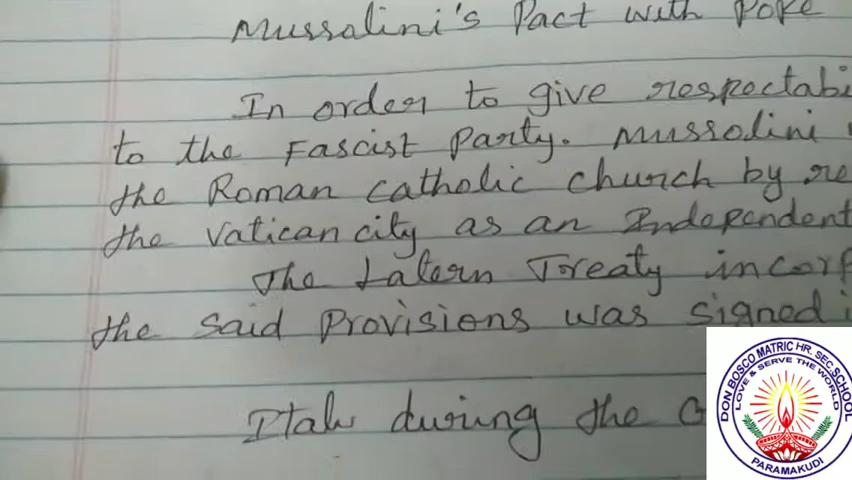 Mussalini's Pact with Pope
In order to give respectabi
to the Fascist Party. Mussolini
the Roman catholic church by re
the Vatican city as an Independent
The Latern Treaty incorp
the said Provisions was signed i
Italy during the G
DON BOSCO MATRIC HR. SEC. SCHOOL
LOVE & SERVE THE WORLD
PARAMAKUDI